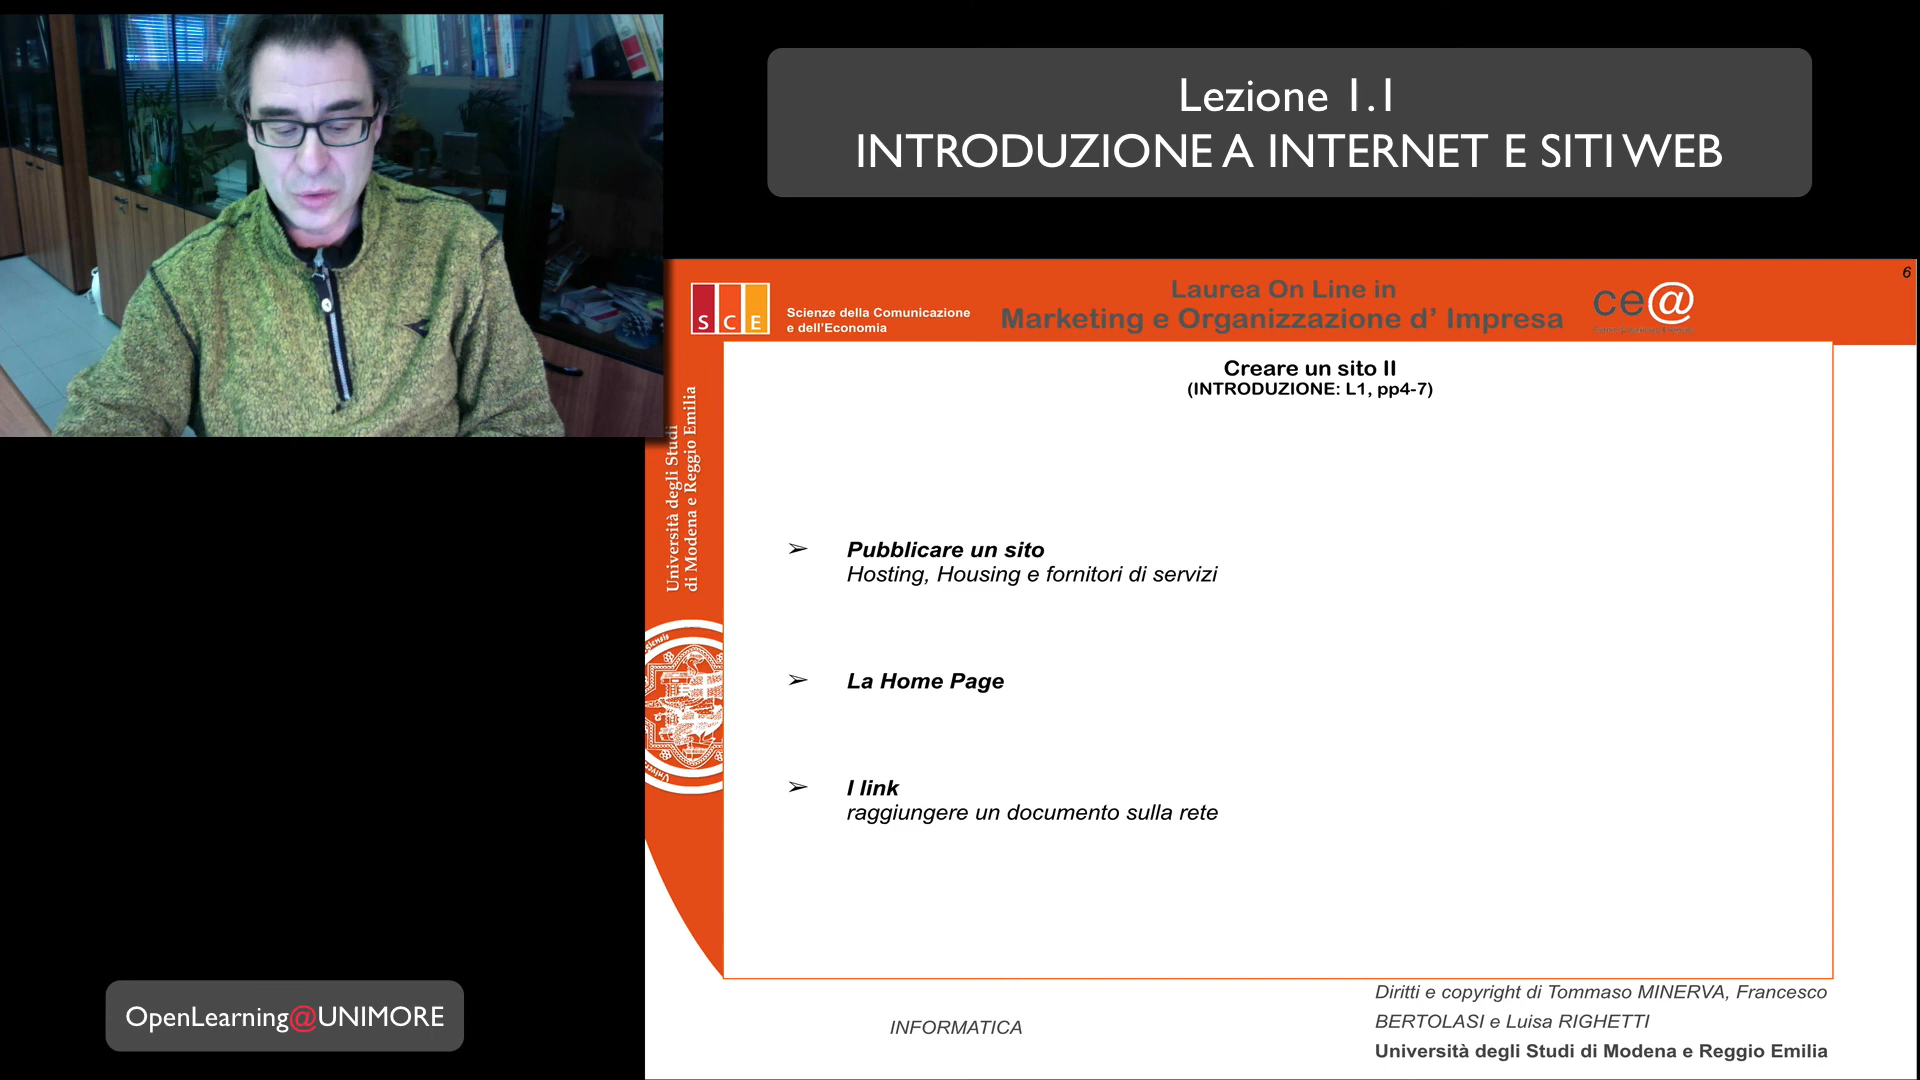 Lezione 1.1
INTRODUZIONE A INTERNET E SITI WEB
6
SCE
Scienze della Comunicazione
e dell'Economia
Laurea On Line in
Marketing e Organizzazione d' Impresa
ce@
Università degli Studi
di Modena e Reggio Emilia
Creare un sito II
(INTRODUZIONE: L1, pp4-7)
➢ Pubblicare un sito
Hosting, Housing e fornitori di servizi
➢ La Home Page
➢ I link
raggiungere un documento sulla rete
OpenLearning@UNIMORE
INFORMATICA
Diritti e copyright di Tommaso MINERVA, Francesco
BERTOLASI e Luisa RIGHETTI
Università degli Studi di Modena e Reggio Emilia